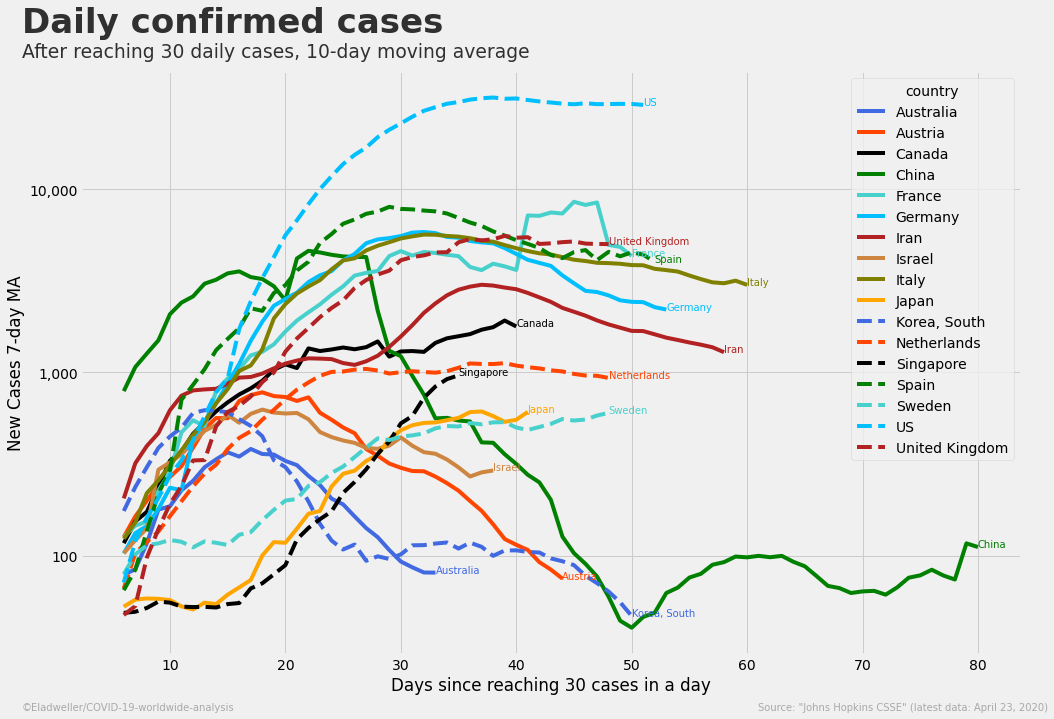 Daily confirmed cases
After reaching 30 daily cases, 10-day moving average
New Cases 7-day MA
10,000
1,000
100
US
United Kingdom
France
Spain
Italy
Germany
Canada
Iran
Singapore
Netherlands
Japan
Sweden
Israel
Australia
Austria
China
Korea, South
country
Australia
Austria
Canada
China
France
Germany
Iran
Israel
Italy
Japan
Korea, South
Netherlands
Singapore
Spain
Sweden
US
United Kingdom
10 20 30 40 50 60 70 80
Days since reaching 30 cases in a day
©Eladweller/COVID-19-worldwide-analysis
Source: "Johns Hopkins CSSE" (latest data: April 23, 2020)